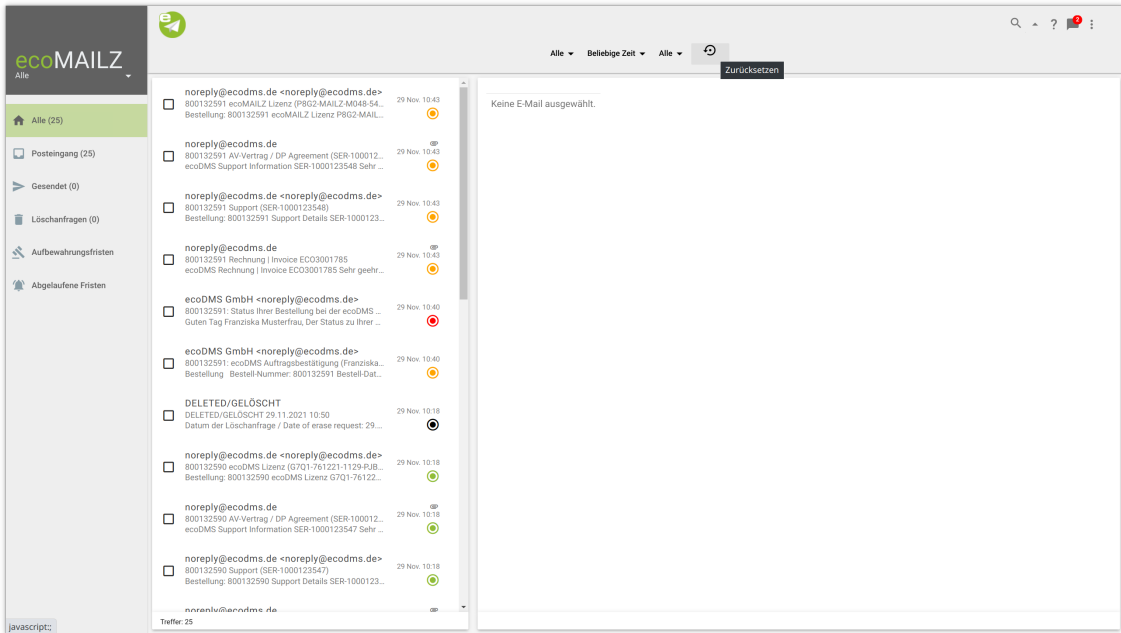 ecoMAILZ
Alle
e
?
2
Alle
Beliebige Zeit
Alle
Zurücksetzen
Alle (25)
Posteingang (25)
Gesendet (0)
Löschanfragen (0)
Aufbewahrungsfristen
Abgelaufene Fristen
noreply@ecodms.de <noreply@ecodms.de>
800132591 ecoMAILZ Lizenz (P8G2-MAILZ-M048-54...
29 Nov. 10:43
Bestellung: 800132591 ecoMAILZ Lizenz P8G2-MAIL...
noreply@ecodms.de
800132591 AV-Vertrag / DP Agreement (SER-100012...
29 Nov. 10:43
ecoDMS Support Information SER-1000123548 Sehr ...
noreply@ecodms.de <noreply@ecodms.de>
800132591 Support (SER-1000123548)
29 Nov. 10:43
Bestellung: 800132591 Support Details SER-1000123...
noreply@ecodms.de
800132591 Rechnung | Invoice ECO3001785
29 Nov. 10:43
ecoDMS Rechnung | Invoice ECO3001785 Sehr geehr...
ecoDMS GmbH <noreply@ecodms.de>
800132591: Status Ihrer Bestellung bei der ecoDMS ...
29 Nov. 10:40
Guten Tag Franziska Musterfrau, Der Status zu Ihrer ...
ecoDMS GmbH <noreply@ecodms.de>
800132591: ecoDMS Auftragsbestätigung (Franziska...
29 Nov. 10:40
Bestellung Bestell-Nummer: 800132591 Bestell-Dat...
DELETED/GELÖSCHT
DELETED/GELÖSCHT 29.11.2021 10:50
29 Nov. 10:18
Datum der Löschanfrage / Date of erase request: 29....
noreply@ecodms.de <noreply@ecodms.de>
800132590 ecoDMS Lizenz (G7Q1-761221-1129-PJB...
29 Nov. 10:18
Bestellung: 800132590 ecoDMS Lizenz G7Q1-76122...
noreply@ecodms.de
800132590 AV-Vertrag / DP Agreement (SER-100012...
29 Nov. 10:18
ecoDMS Support Information SER-1000123547 Sehr ...
noreply@ecodms.de <noreply@ecodms.de>
800132590 Support (SER-1000123547)
29 Nov. 10:18
Bestellung: 800132590 Support Details SER-1000123...
noreply@ecodms.de
Treffer: 25
Keine E-Mail ausgewählt.
javascript:;